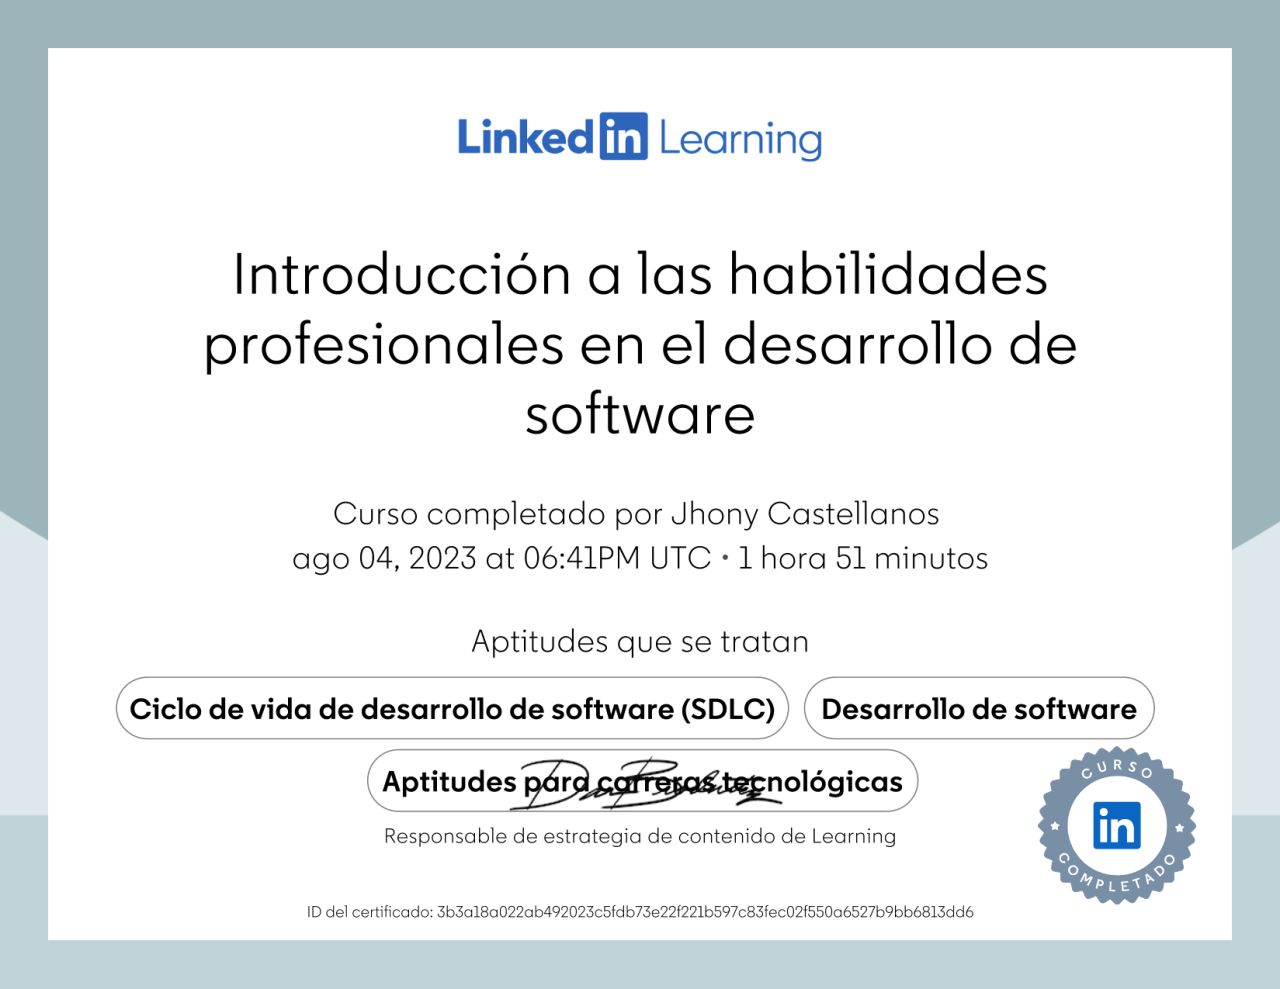 Linked in Learning
Introducción a las habilidades
profesionales en el desarrollo de
software
Curso completado por Jhony Castellanos
ago 04, 2023 at 06:41PM UTC • 1 hora 51 minutos
Aptitudes que se tratan
Ciclo de vida de desarrollo de software (SDLC)
Desarrollo de software
Aptitudes para carreras tecnológicas
Responsable de estrategia de contenido de Learning
CURSO
in
COMPLETADO
ID del certificado: 3b3a18a022ab492023c5fdb73e22f221b597c83fec02f550a6527b9bb6813dd6